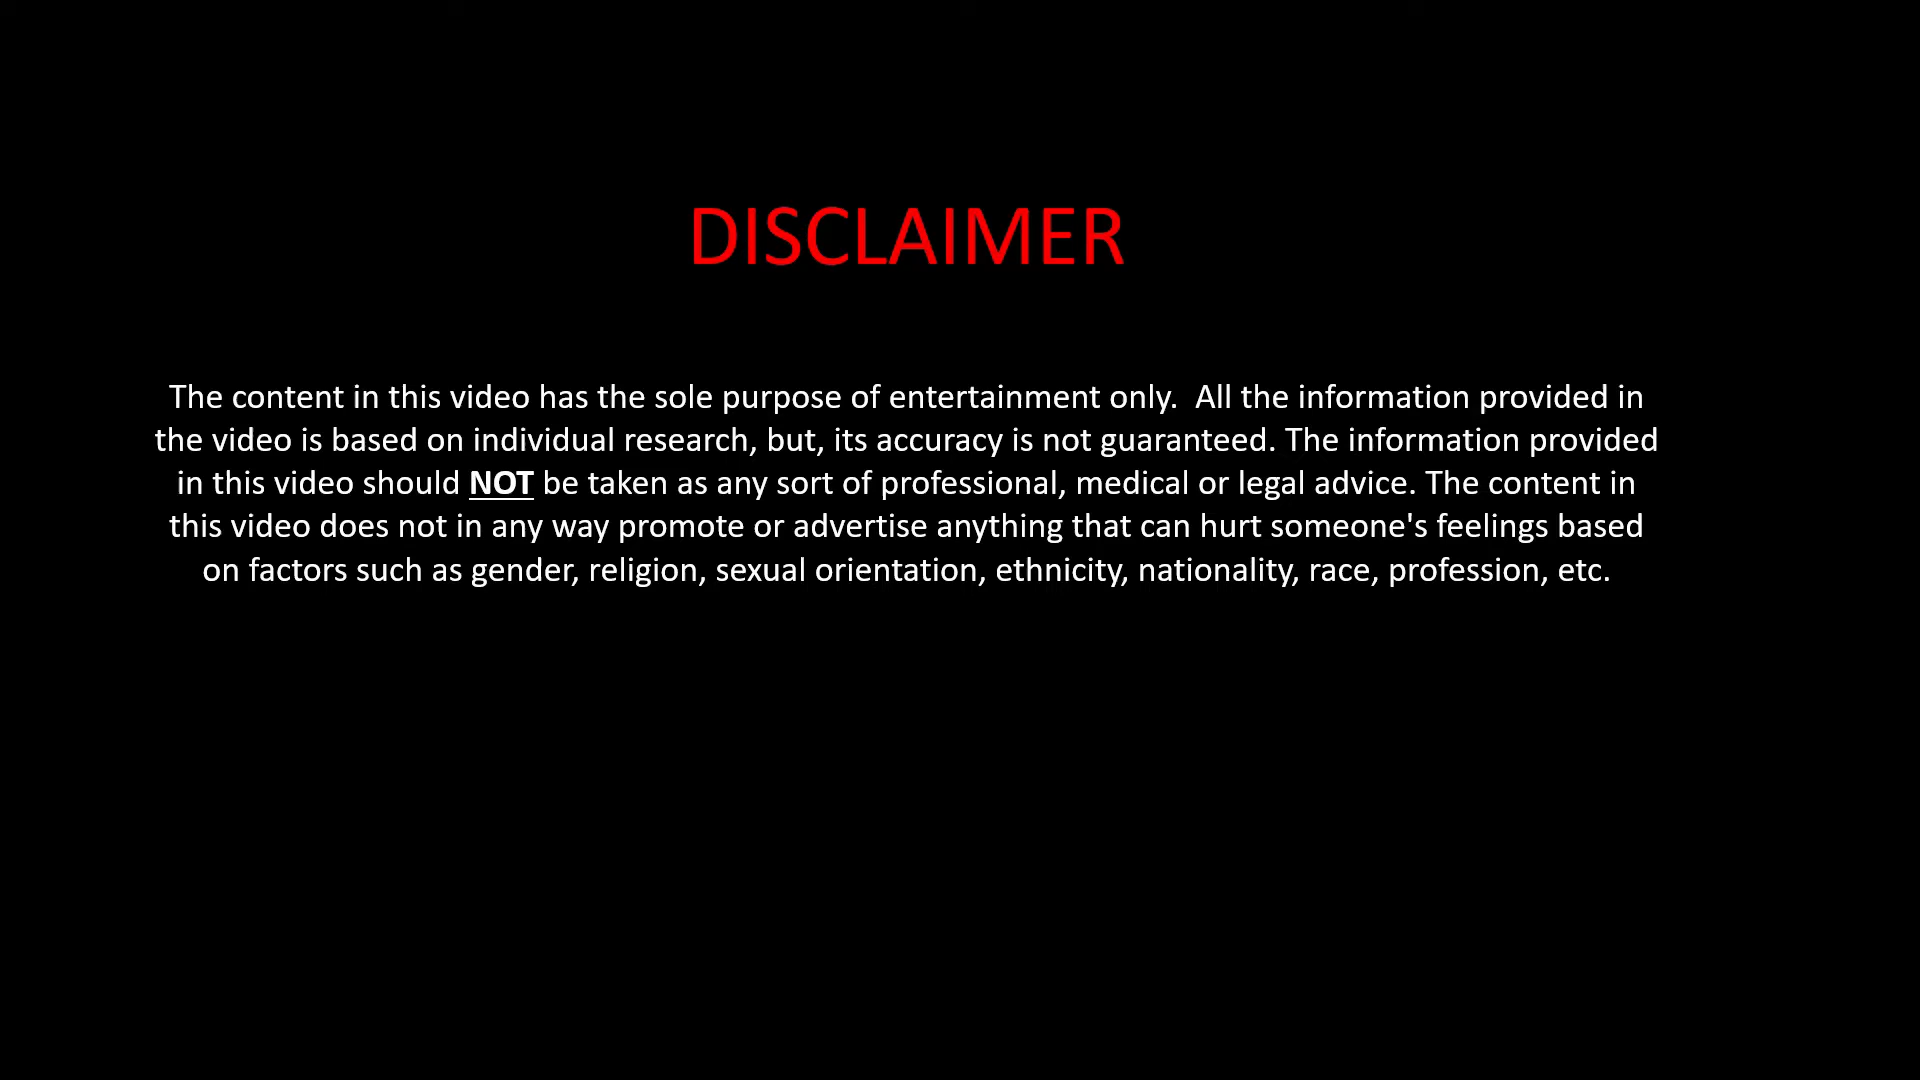 DISCLAIMER
The content in this video has the sole purpose of entertainment only.  All the information provided in
the video is based on individual research, but, its accuracy is not guaranteed. The information provided
in this video should NOT be taken as any sort of professional, medical or legal advice. The content in
this video does not in any way promote or advertise anything that can hurt someone's feelings based
on factors such as gender, religion, sexual orientation, ethnicity, nationality, race, profession, etc.